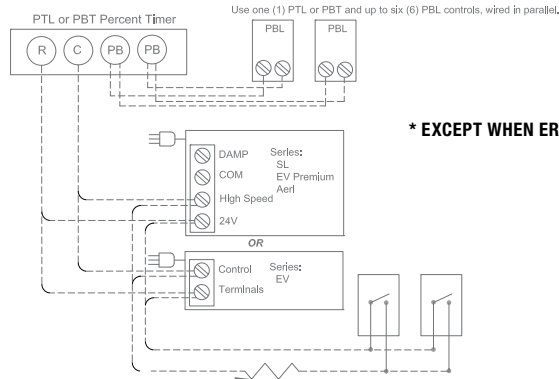 Use one (1) PTL or PBT and up to six (6) PBL controls, wired in parallel.
PTL or PBT Percent Timer
PBL
PBL
R
C
PB
PB
* EXCEPT WHEN ER
DAMP
COM
High Speed
24V
Series:
SL
EV Premium
Aeri
OR
Control
Terminals
Series:
EV